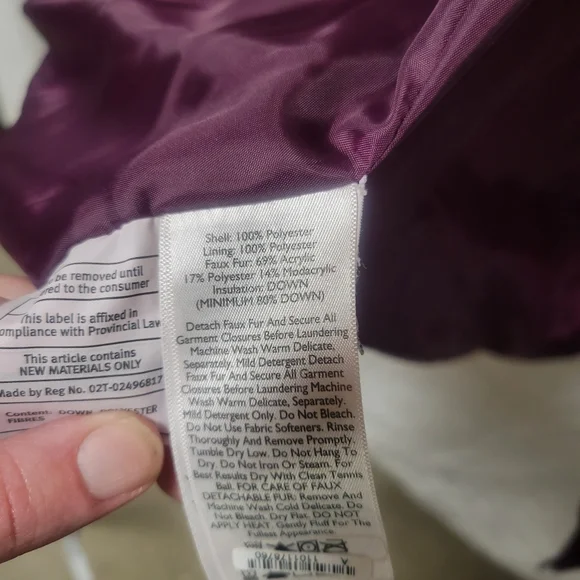 be removed until
ed to the consumer
his label is affixed in
ompliance with Provincial Law
This article contains
NEW MATERIALS ONLY
Made by Reg No. 02T-02496817
Content: DOWN
FIBRES
Shell: 100% Polyester
Lining: 100% Polyester
Faux Fur: 69% Acrylic
17% Polyester 14% Modacrylic
Insulation: DOWN
(MINIMUM 80% DOWN)
Detach Faux Fur And Secure All
Garment Closures Before Laundering
Machine Wash Warm Delicate,
Separately. Mild Detergent Detach
Faux Fur And Secure All Garment
Closures Before Laundering Machine
Wash Warm Delicate, Separately.
Mild Detergent Only. Do Not Bleach.
Do Not Use Fabric Softeners. Rinse
Thoroughly And Remove Promptly.
Tumble Dry Low. Do Not Hang To
Dry. Do Not Iron Or Steam. For
Best Results Dry With Clean Tennis
Ball. FOR CARE OF FAUX
DETACHABLE FUR: Remove And
Machine Wash Cold Delicate. Do
Not Bleach. Dry Flat. DO NOT
APPLY HEAT. Gently Fluff For The
Fullest Appearance.